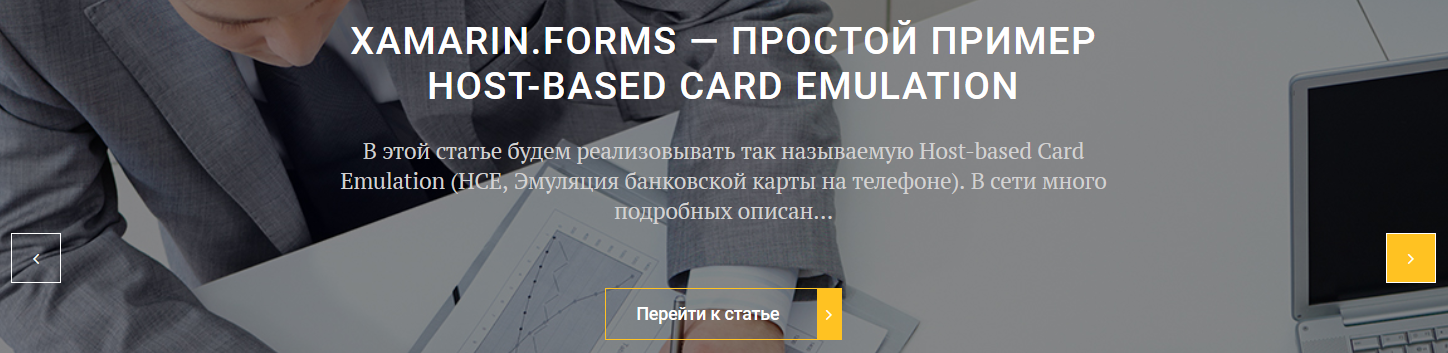 XAMARIN.FORMS — ПРОСТОЙ ПРИМЕР
HOST-BASED CARD EMULATION
В этой статье будем реализовывать так называемую Host-based Card
Emulation (HCE, Эмуляция банковской карты на телефоне). В сети много
подробных описан...
Перейти к статье